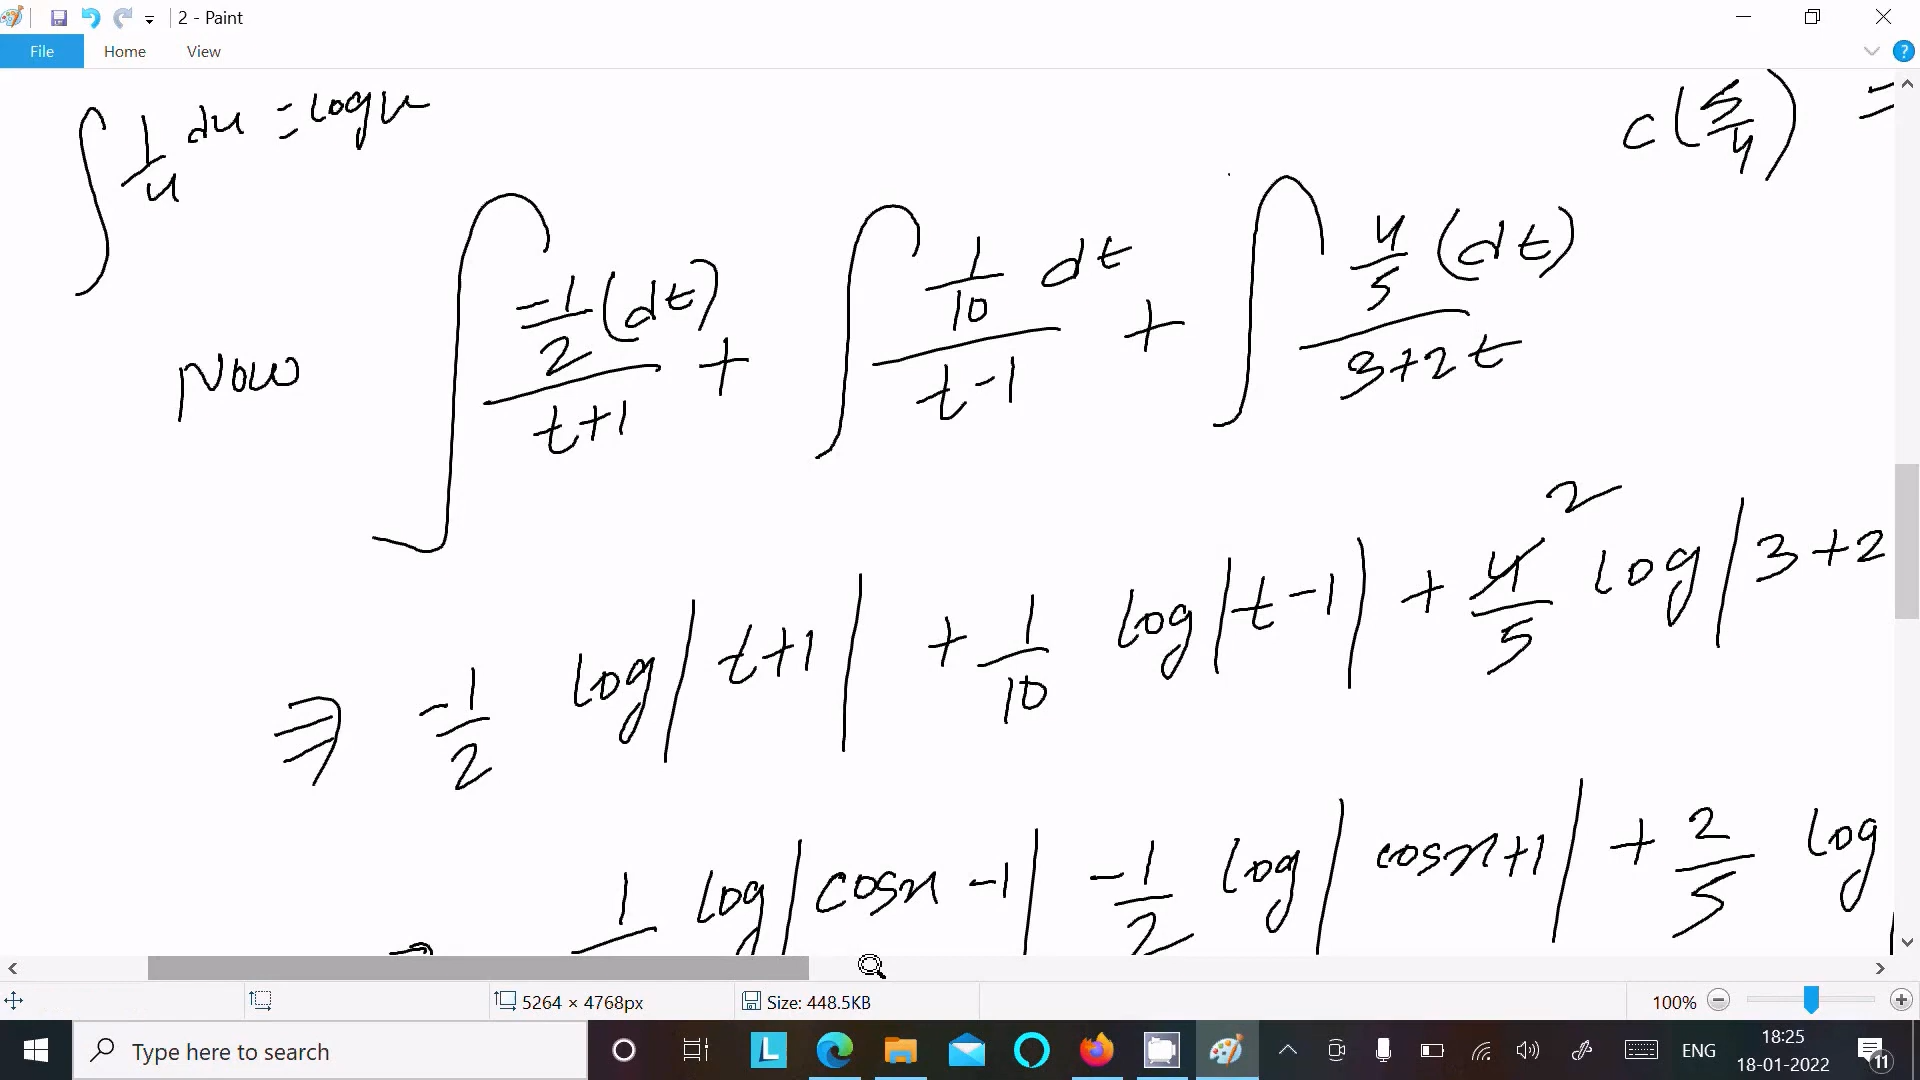 2 - Paint
File Home View
∫ 1/u du = log u
c(5/4) =
Now ∫ -1/2 (dt) / t+1 + ∫ 1/10 dt / t-1 + ∫ 4/5 (dt) / 3+2t
⇒ -1/2 log|t+1| + 1/10 log|t-1| + 4/5 2 log|3+2
1 log|cosx -1| -1/2 log|cosx+1| + 2/5 log
5264 × 4768px Size: 448.5KB 100%
Type here to search
ENG 18:25
18-01-2022 11